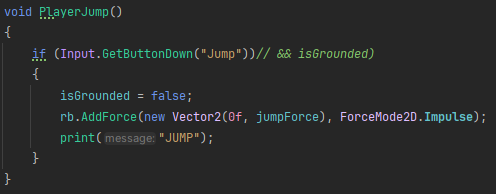 void PlayerJump()
{
if (Input.GetButtonDown("Jump"))// && isGrounded)
{
isGrounded = false;
rb.AddForce(new Vector2(0f, jumpForce), ForceMode2D.Impulse);
print(message:"JUMP");
}
}